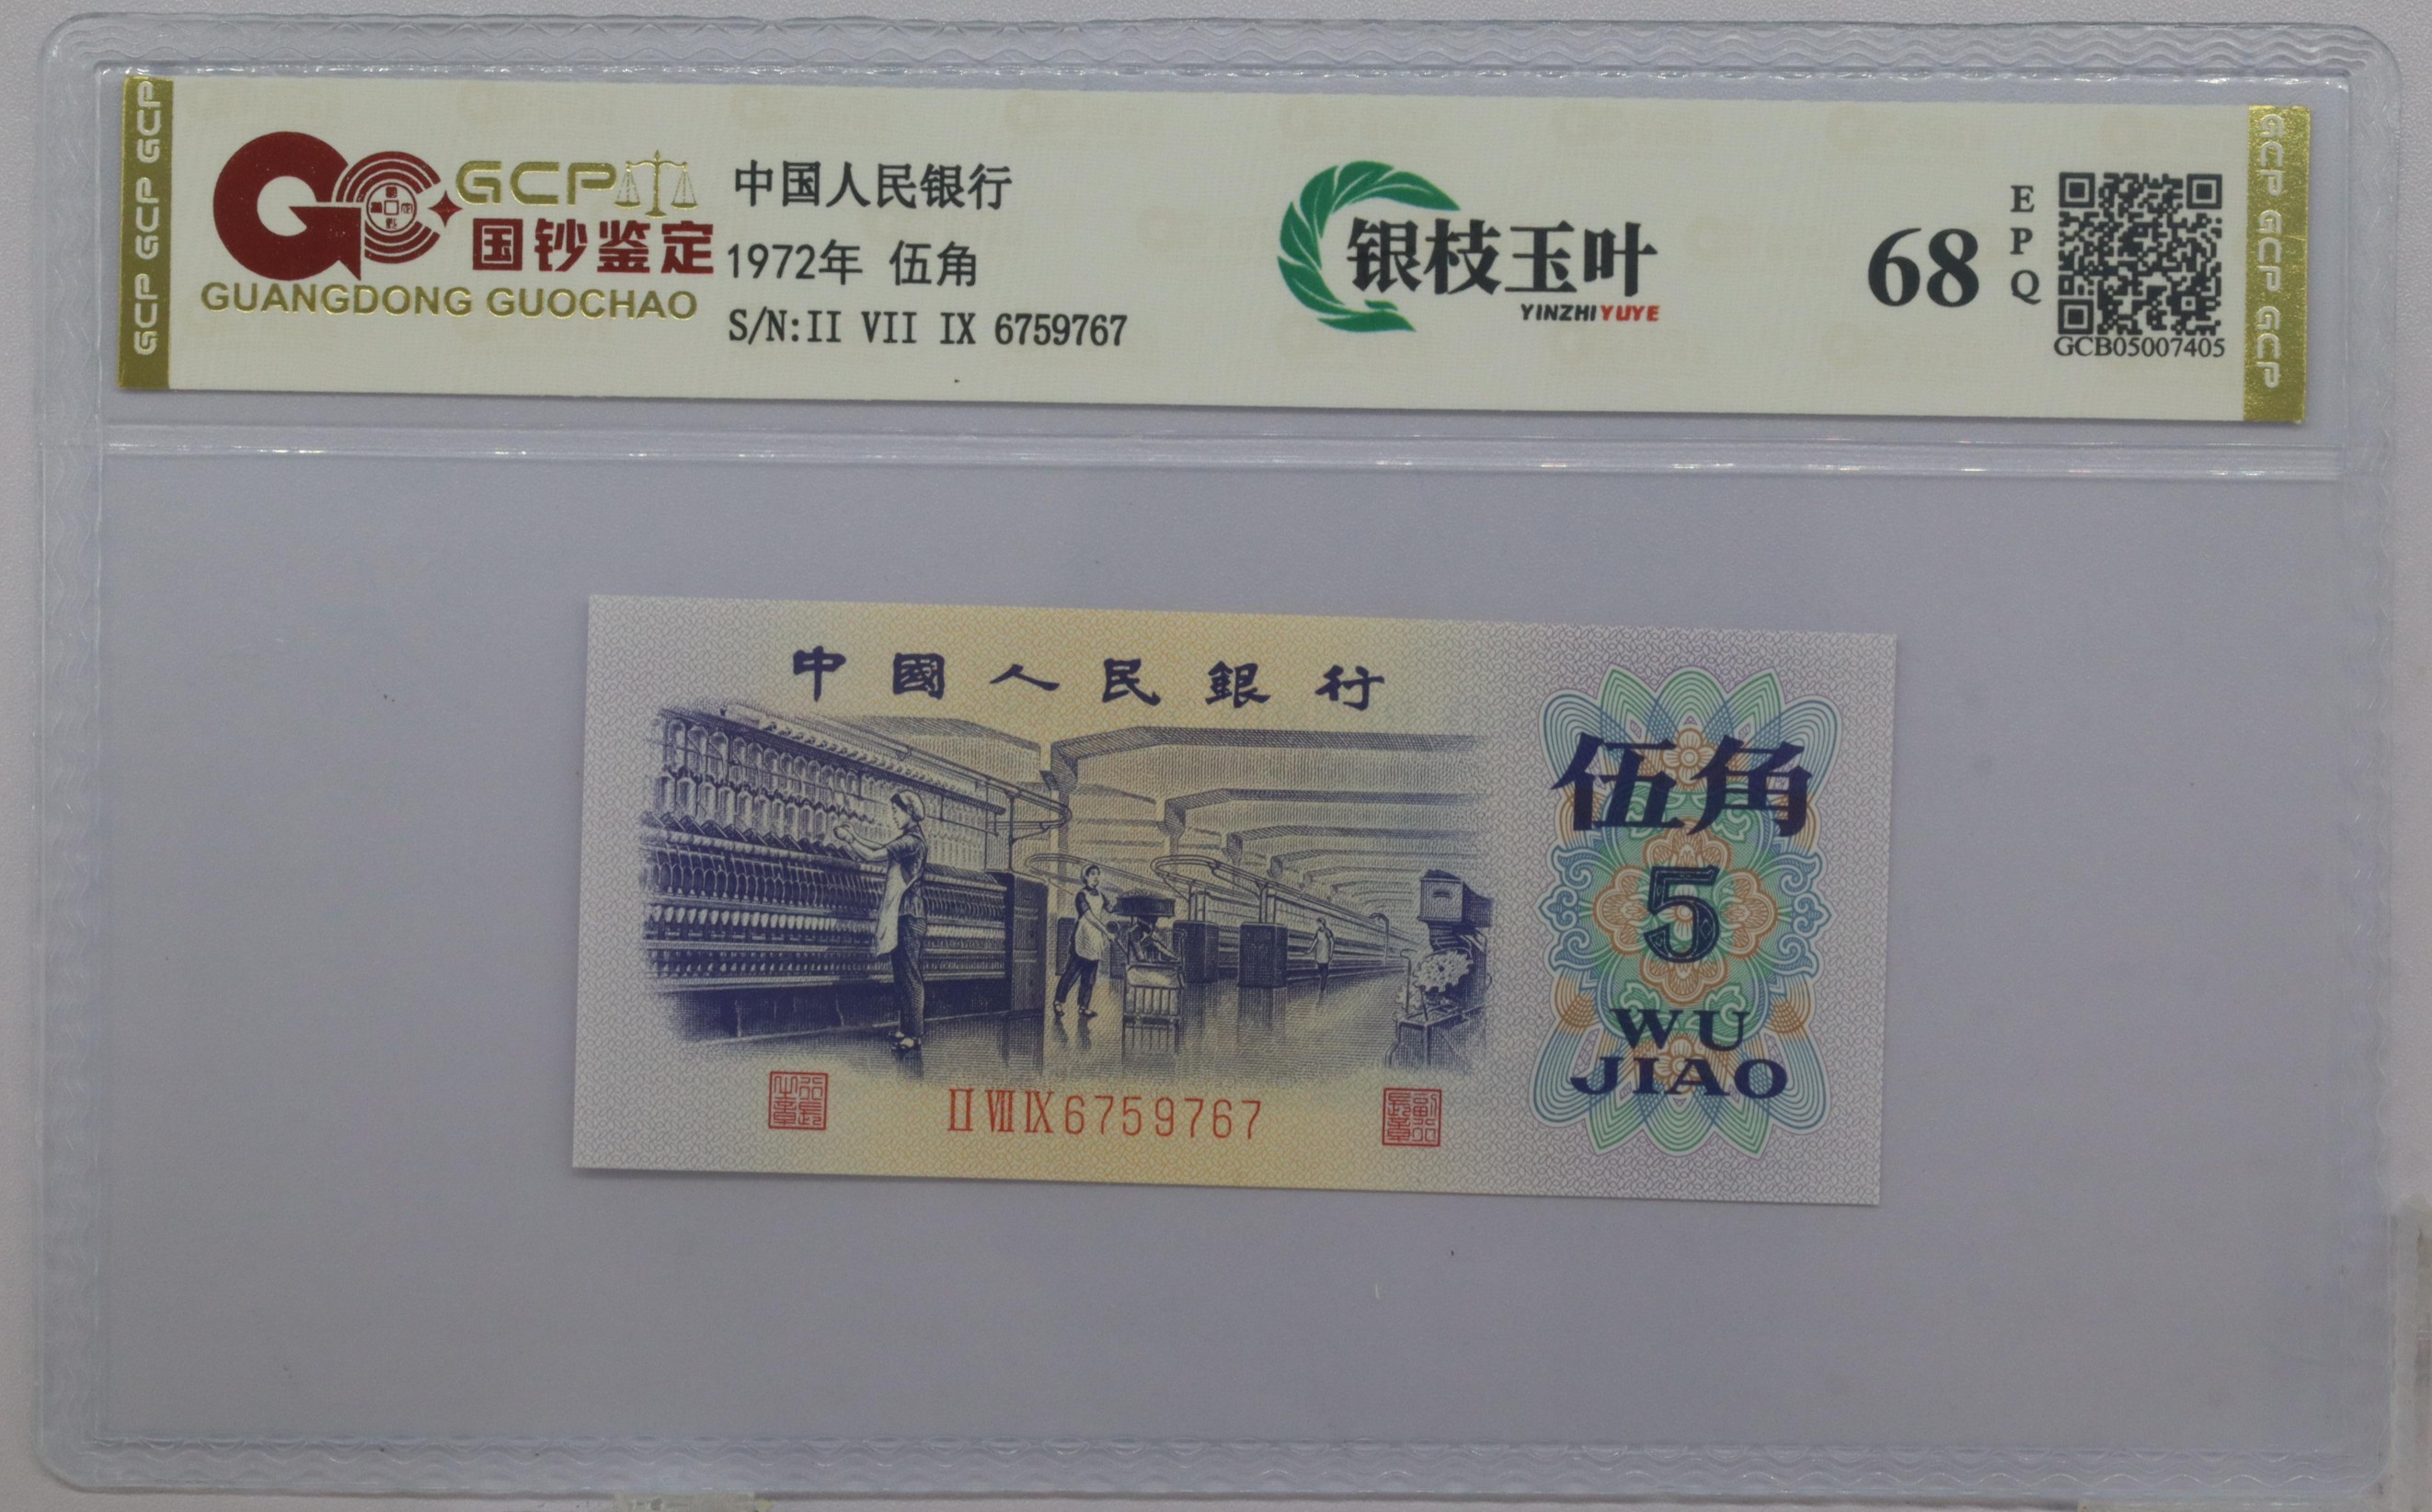 GCP GCP GCP
GCP
国钞鉴定
GUANGDONG GUOCHAO
中国人民银行
1972年 伍角
S/N:II VII IX 6759767
银枝玉叶
YINZHIYUYE
68
EPQ
GCB05007405
GCP GCP GCP
中國人民銀行
伍角
5
WU
JIAO
II VII IX 6759767